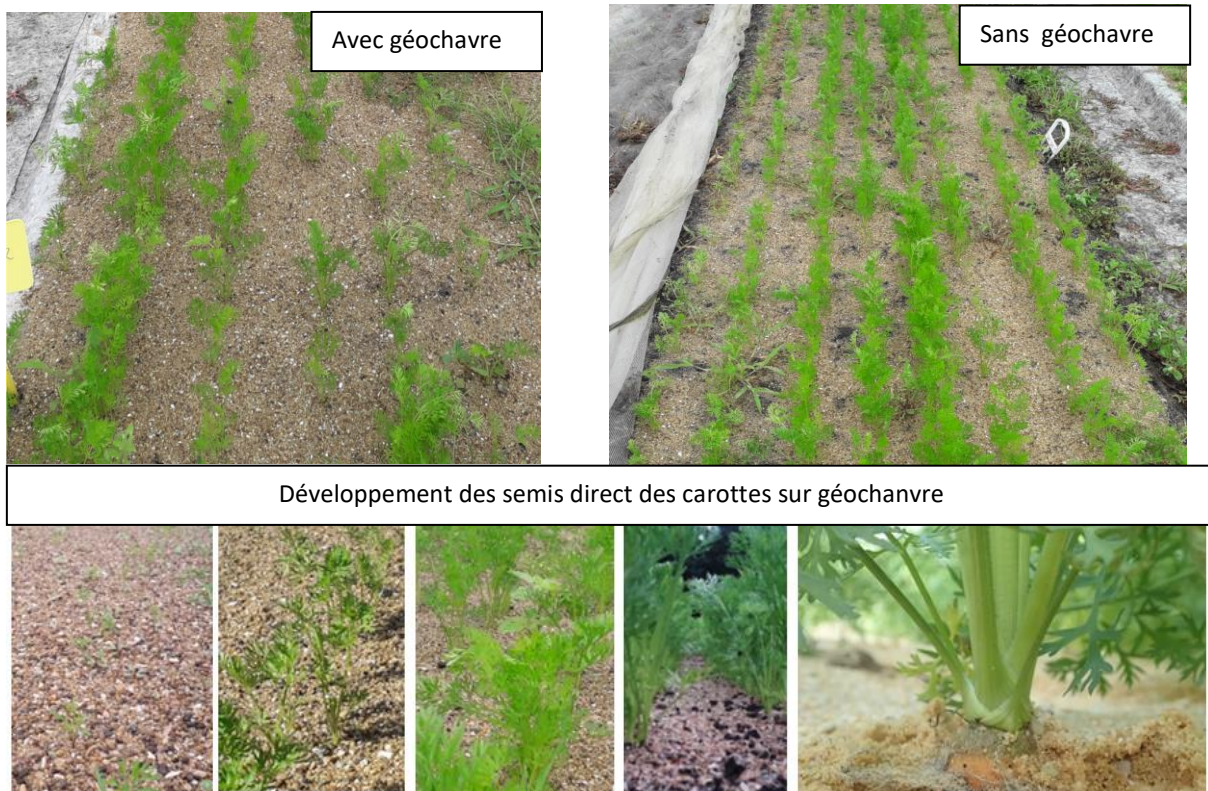 Avec géochavre
Sans géochavre
Développement des semis direct des carottes sur géochanvre